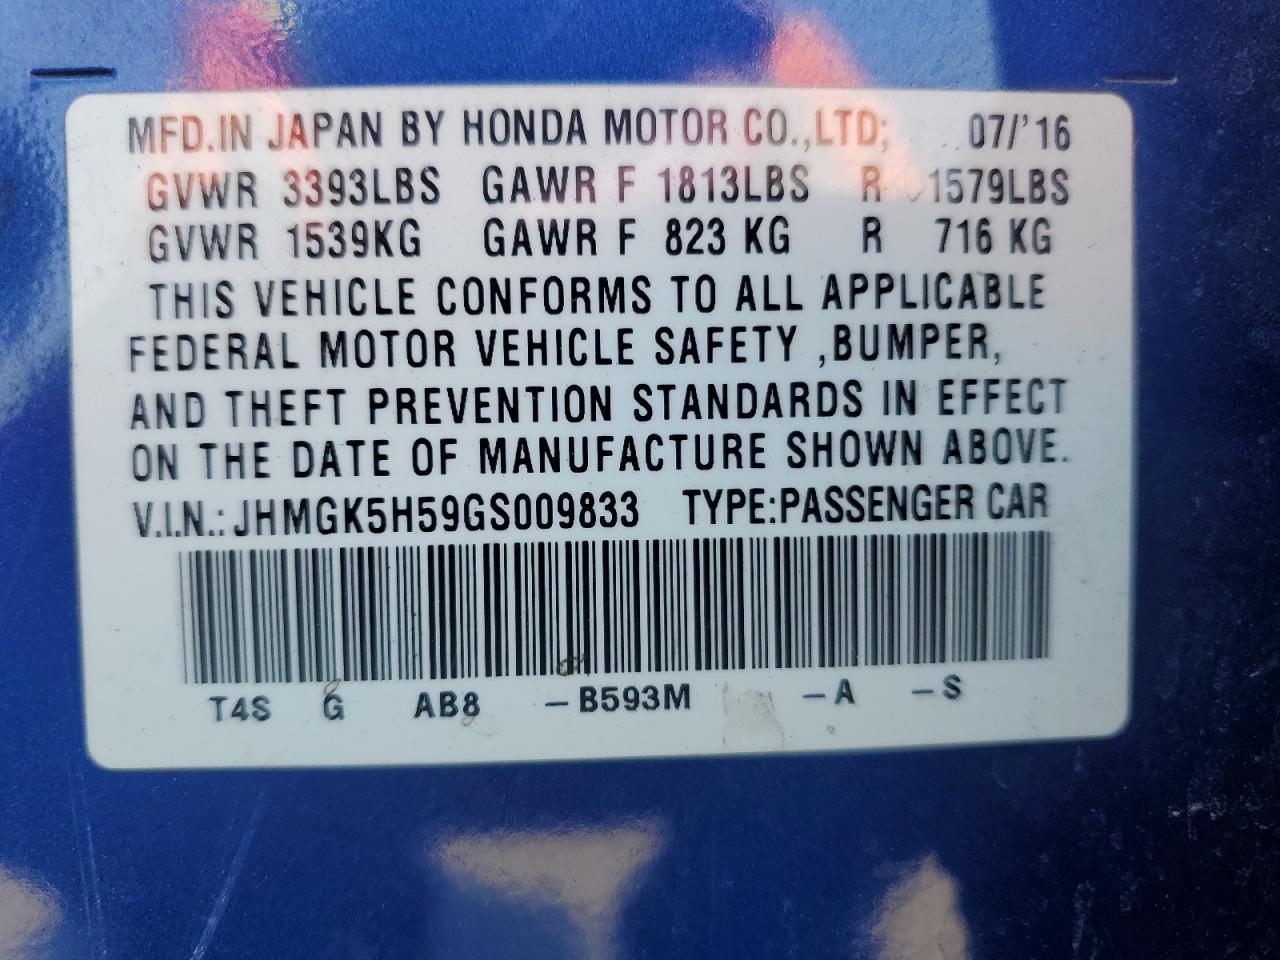 MFD.IN JAPAN BY HONDA MOTOR CO.,LTD; 07/'16
GVWR 3393LBS GAWR F 1813LBS R 1579LBS
GVWR 1539KG GAWR F 823 KG R 716 KG
THIS VEHICLE CONFORMS TO ALL APPLICABLE
FEDERAL MOTOR VEHICLE SAFETY ,BUMPER,
AND THEFT PREVENTION STANDARDS IN EFFECT
ON THE DATE OF MANUFACTURE SHOWN ABOVE.
V.I.N.: JHMGK5H59GS009833 TYPE:PASSENGER CAR
T4S G AB8 -B593M -A -S